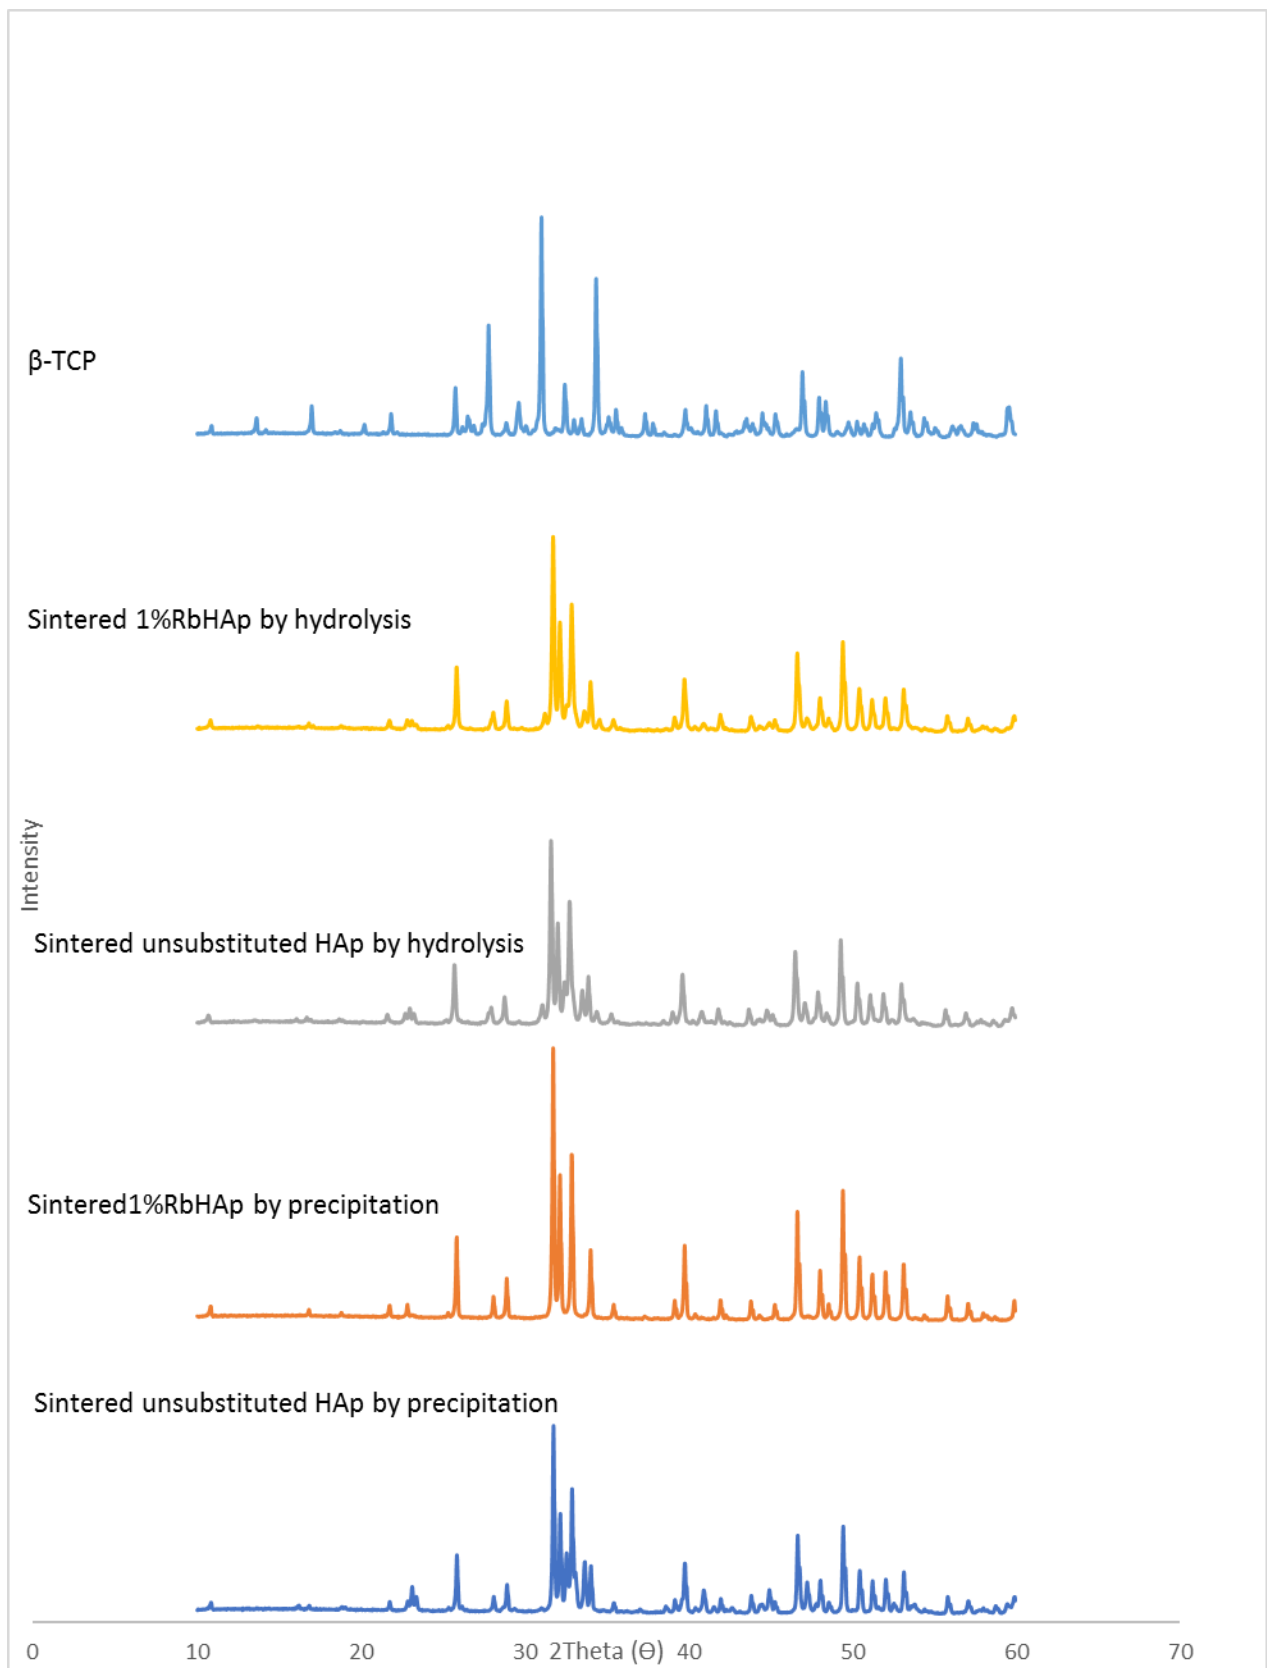 β-TCP
Sintered 1%RbHAp by hydrolysis
Intensity
Sintered unsubstituted HAp by hydrolysis
Sintered1%RbHAp by precipitation
Sintered unsubstituted HAp by precipitation
0 10 20 30 2Theta (Ө) 40 50 60 70